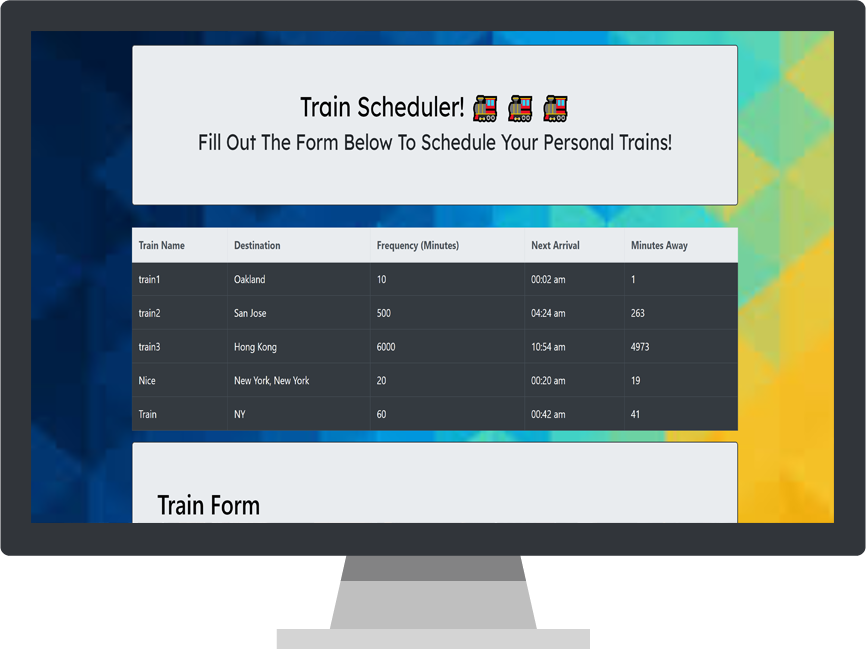 Train Scheduler! 🚂 🚂 🚂
Fill Out The Form Below To Schedule Your Personal Trains!
Train Name Destination Frequency (Minutes) Next Arrival Minutes Away
train1 Oakland 10 00:02 am 1
train2 San Jose 500 04:24 am 263
train3 Hong Kong 6000 10:54 am 4973
Nice New York, New York 20 00:20 am 19
Train NY 60 00:42 am 41
Train Form